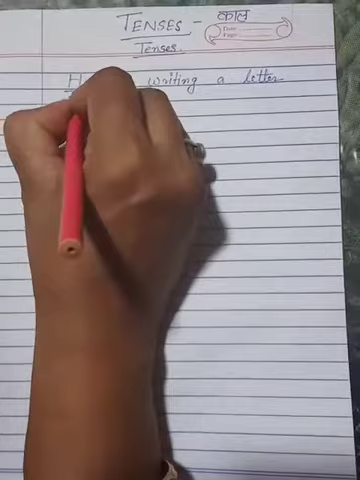 TENSES - काल
Tenses.
H writing a letter